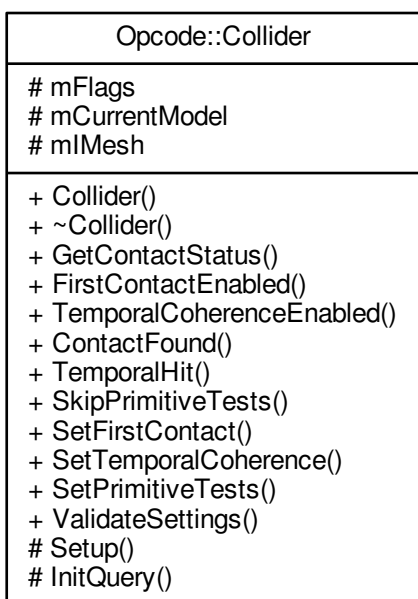 Opcode::Collider
# mFlags
# mCurrentModel
# mIMesh
+ Collider()
+ ~Collider()
+ GetContactStatus()
+ FirstContactEnabled()
+ TemporalCoherenceEnabled()
+ ContactFound()
+ TemporalHit()
+ SkipPrimitiveTests()
+ SetFirstContact()
+ SetTemporalCoherence()
+ SetPrimitiveTests()
+ ValidateSettings()
# Setup()
# InitQuery()